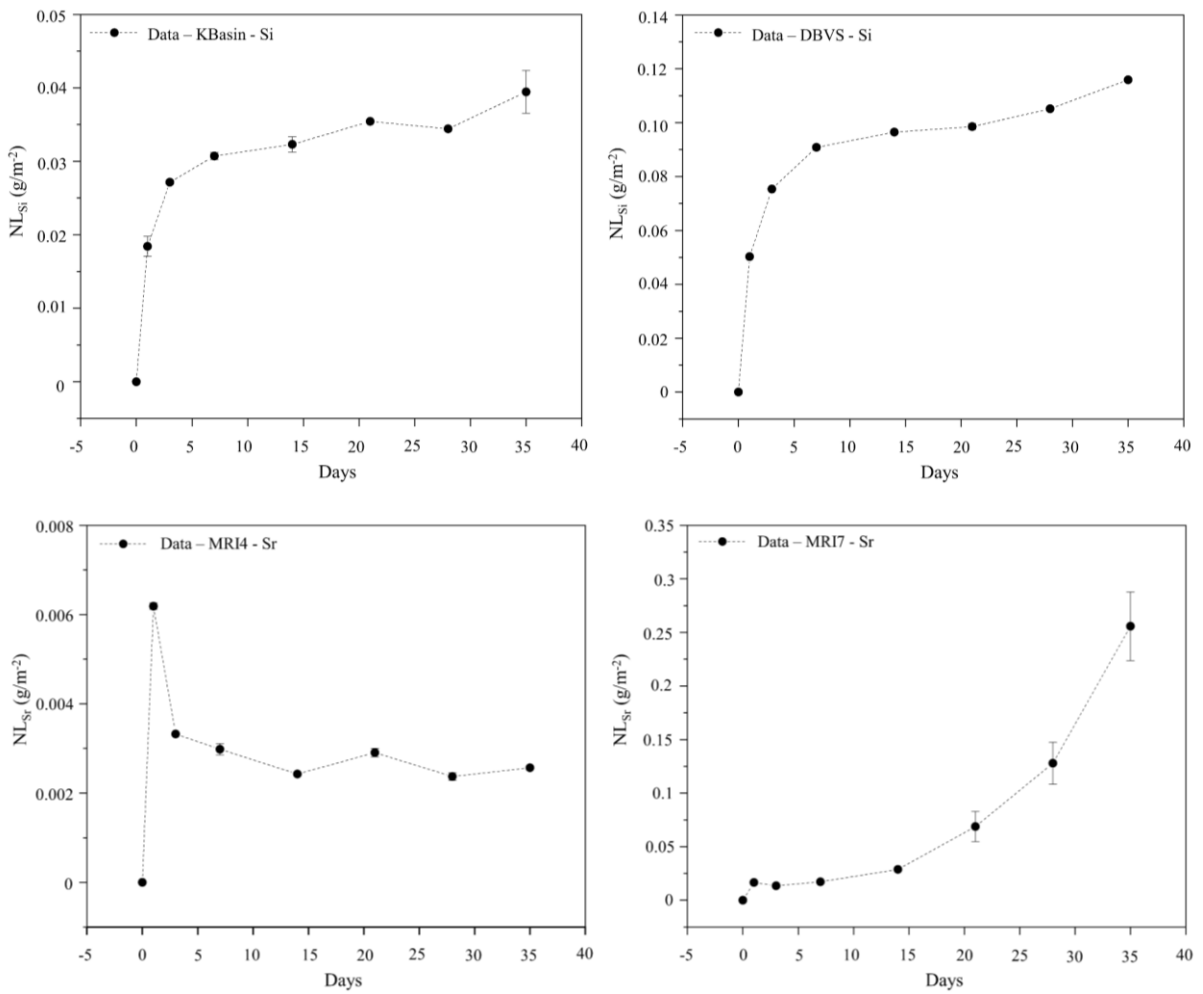 Data – KBasin - Si
0.05
0.04
0.03
0.02
0.01
0
NL_Si (g/m^-2)
-5 0 5 10 15 20 25 30 35 40
Days
Data – DBVS - Si
0.14
0.12
0.10
0.08
0.06
0.04
0.02
0
NL_Si (g/m^-2)
-5 0 5 10 15 20 25 30 35 40
Days
Data – MRI4 - Sr
0.008
0.006
0.004
0.002
0
NL_Sr (g/m^-2)
-5 0 5 10 15 20 25 30 35 40
Days
Data – MRI7 - Sr
0.35
0.3
0.25
0.2
0.15
0.1
0.05
0
NL_Sr (g/m^-2)
-5 0 5 10 15 20 25 30 35 40
Days